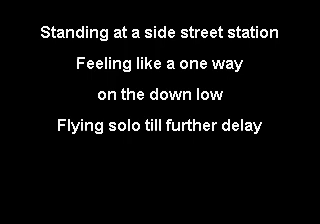 Standing at a side street station
Feeling like a one way
on the down low
Flying solo till further delay